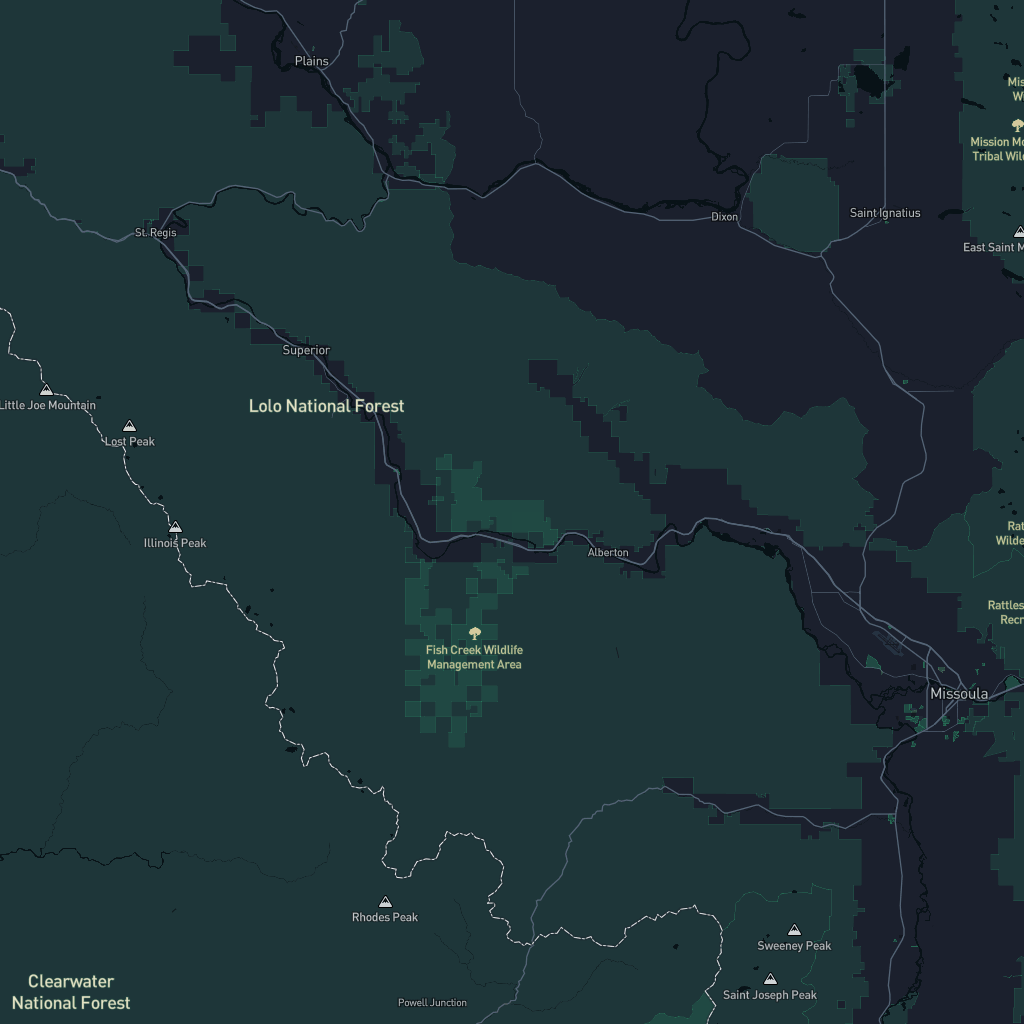 Plains
Mis
Wi
Mission Mo
Tribal Wild
Dixon
Saint Ignatius
St. Regis
East Saint M
Superior
Little Joe Mountain
Lolo National Forest
Lost Peak
Illinois Peak
Alberton
Rat
Wilde
Rattles
Recr
Fish Creek Wildlife
Management Area
Missoula
Rhodes Peak
Sweeney Peak
Clearwater
National Forest
Saint Joseph Peak
Powell Junction